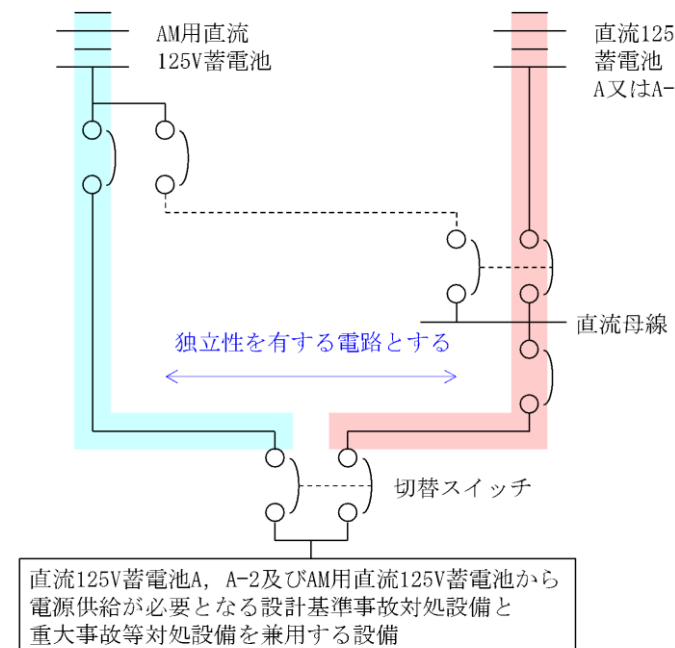 AM用直流
125V蓄電池
直流125
蓄電池
A又はA-
直流母線
独立性を有する電路とする
切替スイッチ
直流125V蓄電池A, A-2及びAM用直流125V蓄電池から
電源供給が必要となる設計基準事故対処設備と
重大事故等対処設備を兼用する設備